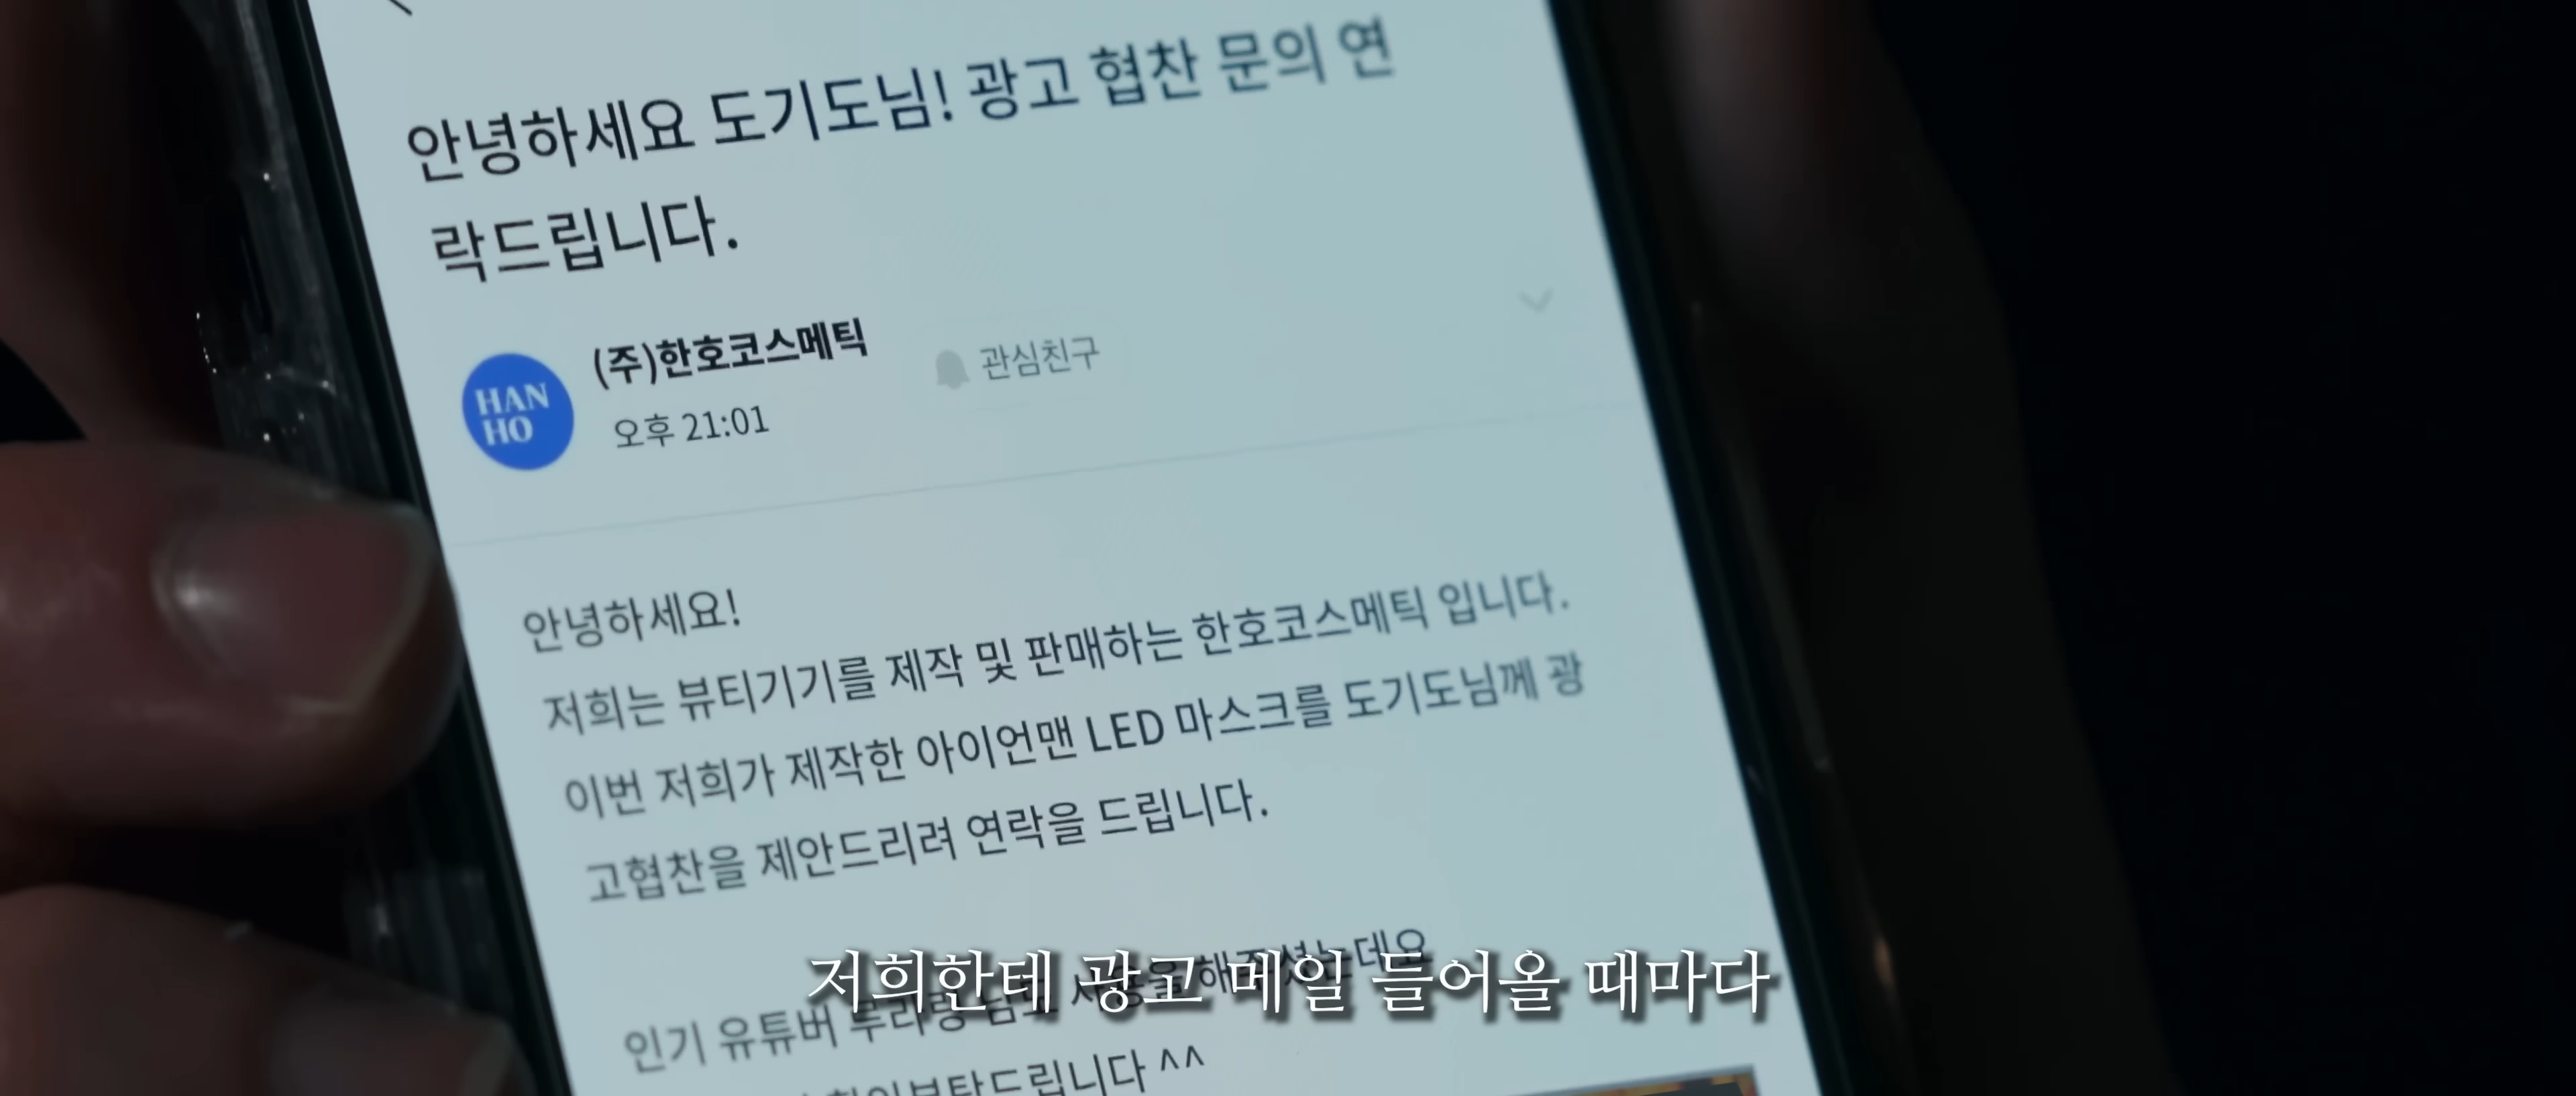 안녕하세요 도기도님! 광고 협찬 문의 연
락드립니다.
HAN
HO
(주)한호코스메틱
관심친구
오후 21:01
안녕하세요!
저희는 뷰티기기를 제작 및 판매하는 한호코스메틱 입니다.
이번 저희가 제작한 아이언맨 LED 마스크를 도기도님께 광
고협찬을 제안드리려 연락을 드립니다.
인기 유튜버
드립니다 ^^
저희한테 광고 메일 들어올 때마다